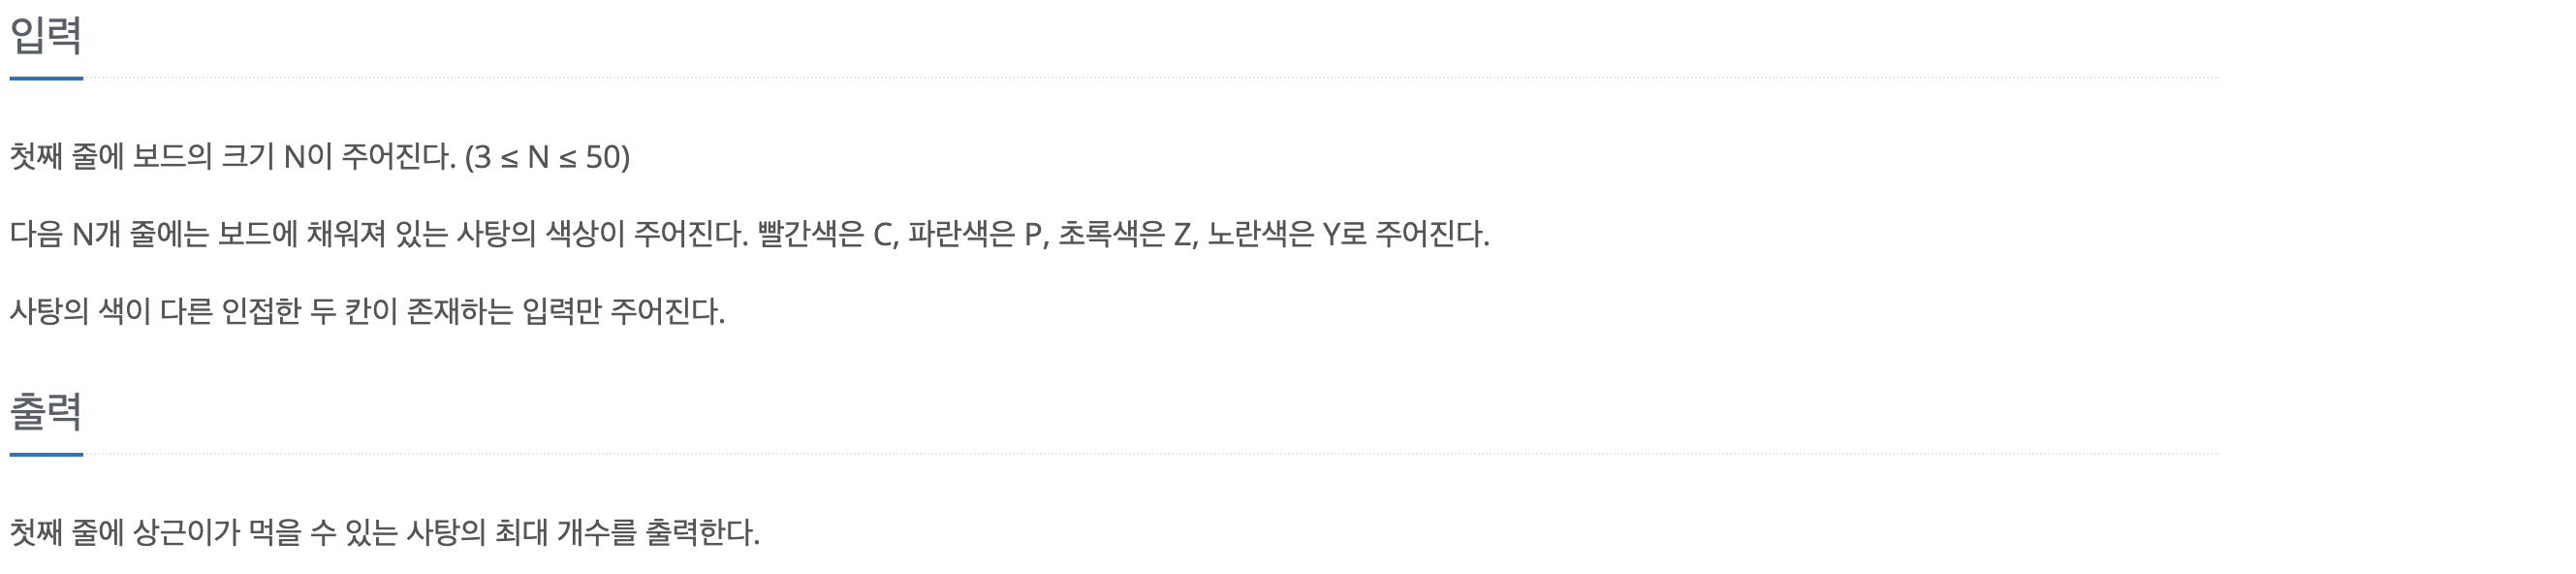 입력
첫째 줄에 보드의 크기 N이 주어진다. (3 ≤ N ≤ 50)
다음 N개 줄에는 보드에 채워져 있는 사탕의 색상이 주어진다. 빨간색은 C, 파란색은 P, 초록색은 Z, 노란색은 Y로 주어진다.
사탕의 색이 다른 인접한 두 칸이 존재하는 입력만 주어진다.
출력
첫째 줄에 상근이가 먹을 수 있는 사탕의 최대 개수를 출력한다.